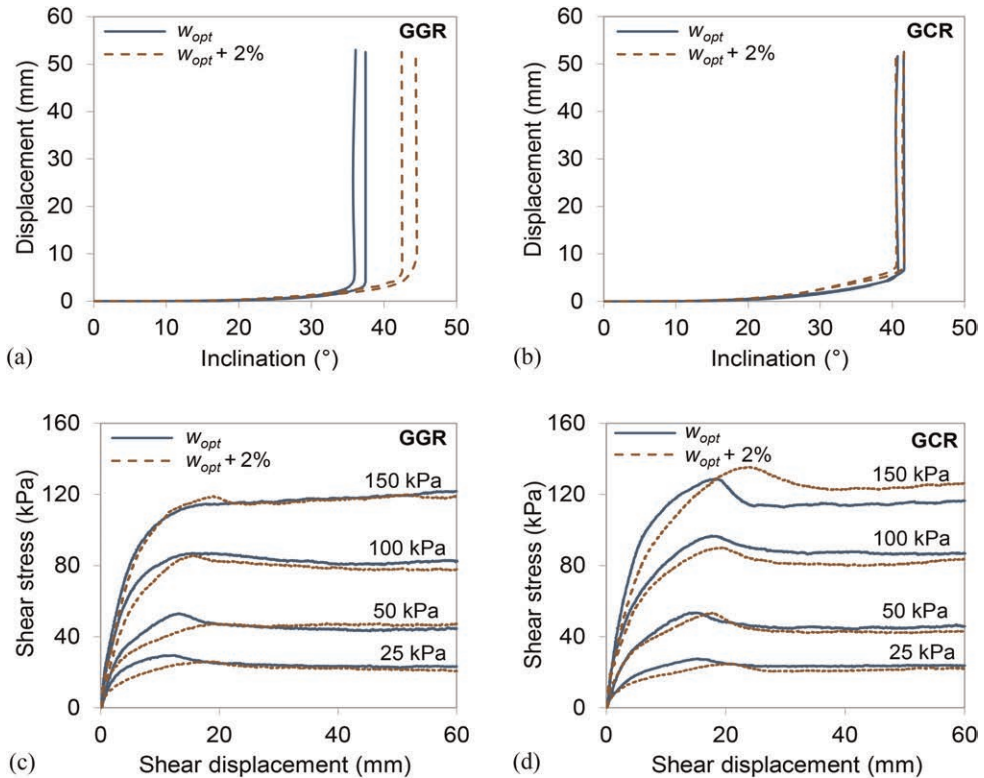 60
50
40
30
20
10
0
Displacement (mm)
w_opt
w_opt + 2%
GGR
0 10 20 30 40 50
Inclination (°)
(a)
60
50
40
30
20
10
0
Displacement (mm)
w_opt
w_opt + 2%
GCR
0 10 20 30 40 50
Inclination (°)
(b)
160
120
80
40
0
Shear stress (kPa)
w_opt
w_opt + 2%
GGR
150 kPa
100 kPa
50 kPa
25 kPa
0 20 40 60
Shear displacement (mm)
(c)
160
120
80
40
0
Shear stress (kPa)
w_opt
w_opt + 2%
GCR
150 kPa
100 kPa
50 kPa
25 kPa
0 20 40 60
Shear displacement (mm)
(d)